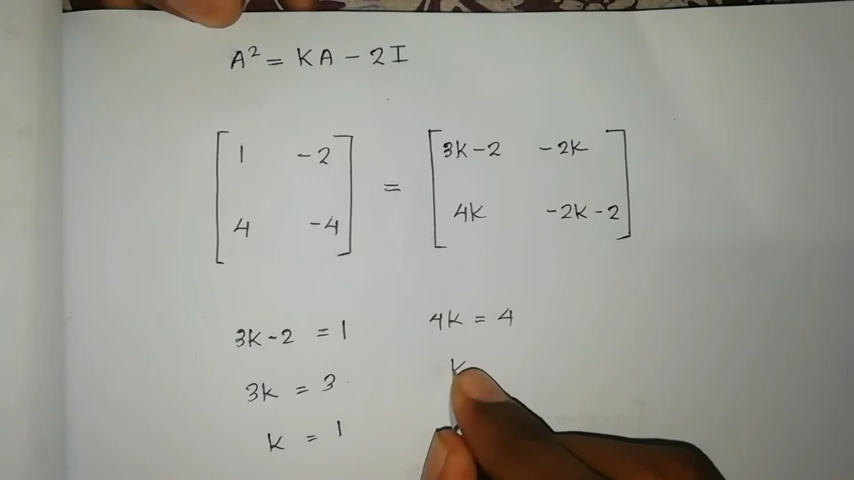 A² = KA - 2I
[ 1 -2 ] = [ 3K-2 -2K ]
[ 4 -4 ] [ 4K -2K-2 ]
3K-2 = 1 4K = 4
3K = 3 K
K = 1